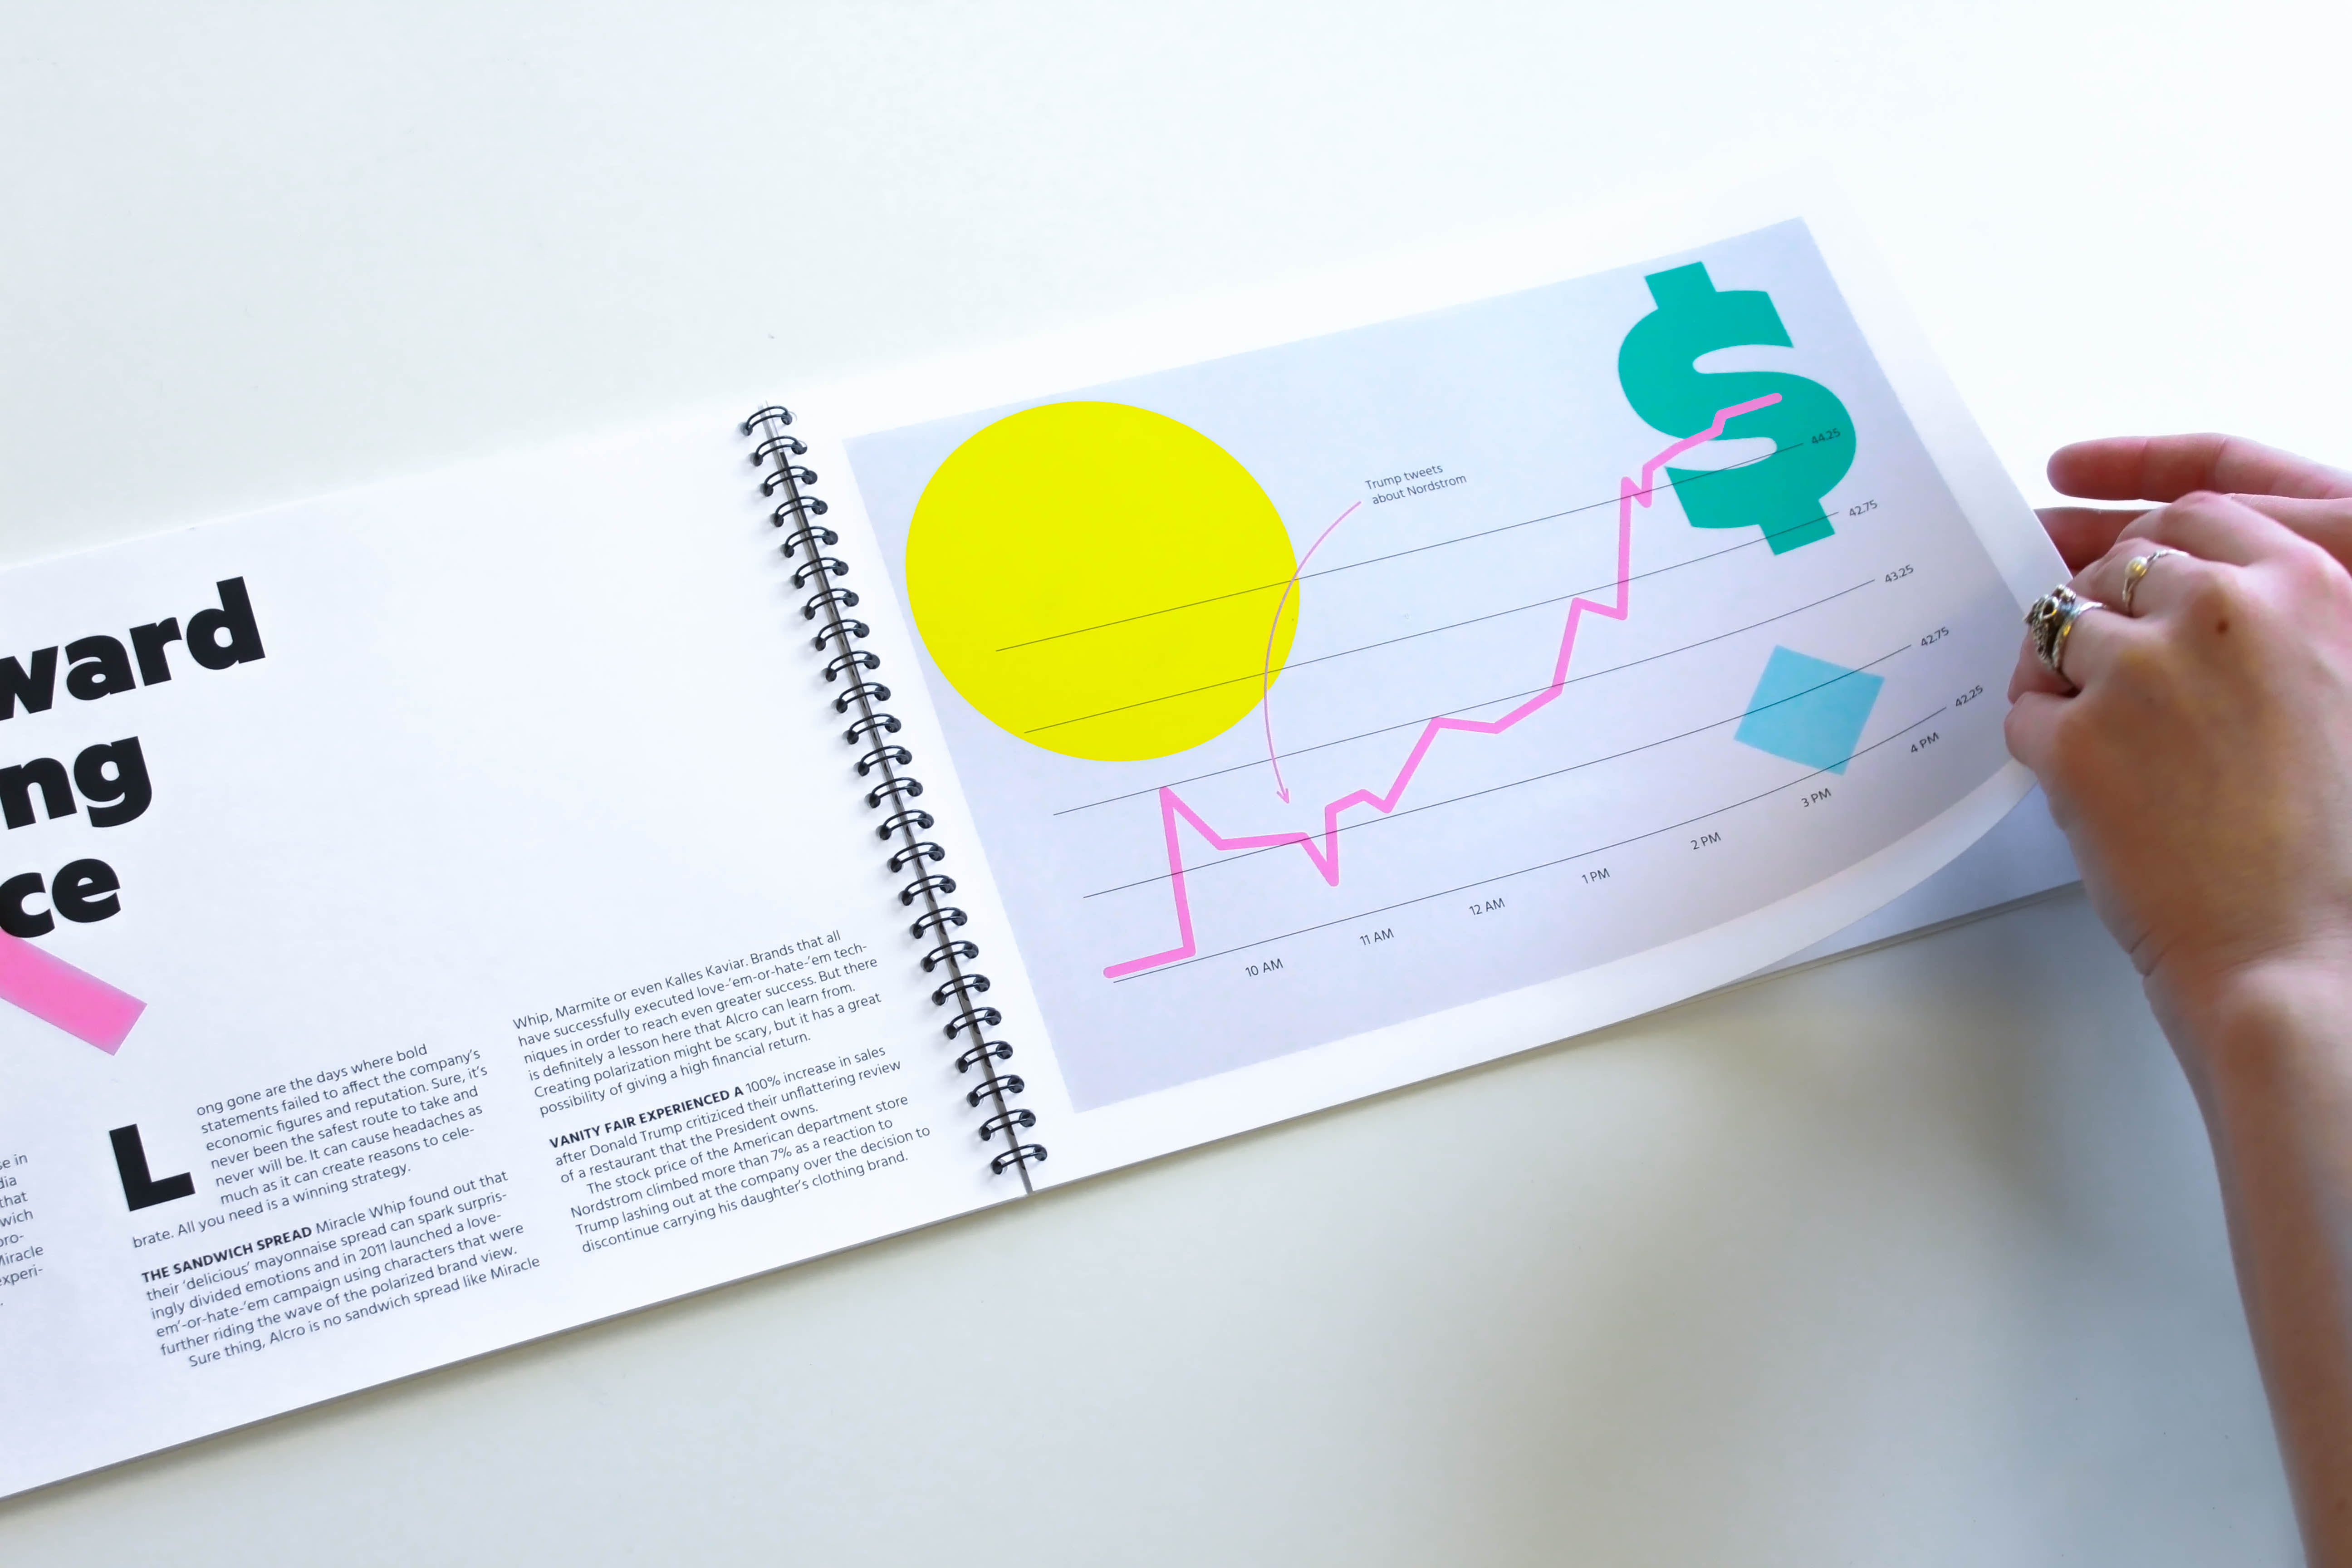 ward
ng
ce
se in
dia
that
wich
pro-
Miracle
experi-
Long gone are the days where bold
statements failed to affect the company's
economic figures and reputation. Sure, it's
never been the safest route to take and
never will be. It can cause headaches as
much as it can create reasons to cele-
brate. All you need is a winning strategy.
THE SANDWICH SPREAD Miracle Whip found out that
their 'delicious' mayonnaise spread can spark surpris-
ingly divided emotions and in 2011 launched a love-
em'-or-hate-'em campaign using characters that were
further riding the wave of the polarized brand view.
Sure thing, Alcro is no sandwich spread like Miracle
Whip, Marmite or even Kalles Kaviar. Brands that all
have successfully executed love-'em-or-hate-'em tech-
niques in order to reach even greater success. But there
is definitely a lesson here that Alcro can learn from.
Creating polarization might be scary, but it has a great
possibility of giving a high financial return.
VANITY FAIR EXPERIENCED A 100% increase in sales
after Donald Trump critiziced their unflattering review
of a restaurant that the President owns.
The stock price of the American department store
Nordstrom climbed more than 7% as a reaction to
Trump lashing out at the company over the decision to
discontinue carrying his daughter's clothing brand.
$
Trump tweets
about Nordstrom
44.25
42.75
43.25
42.75
42.25
10 AM
11 AM
12 AM
1 PM
2 PM
3 PM
4 PM